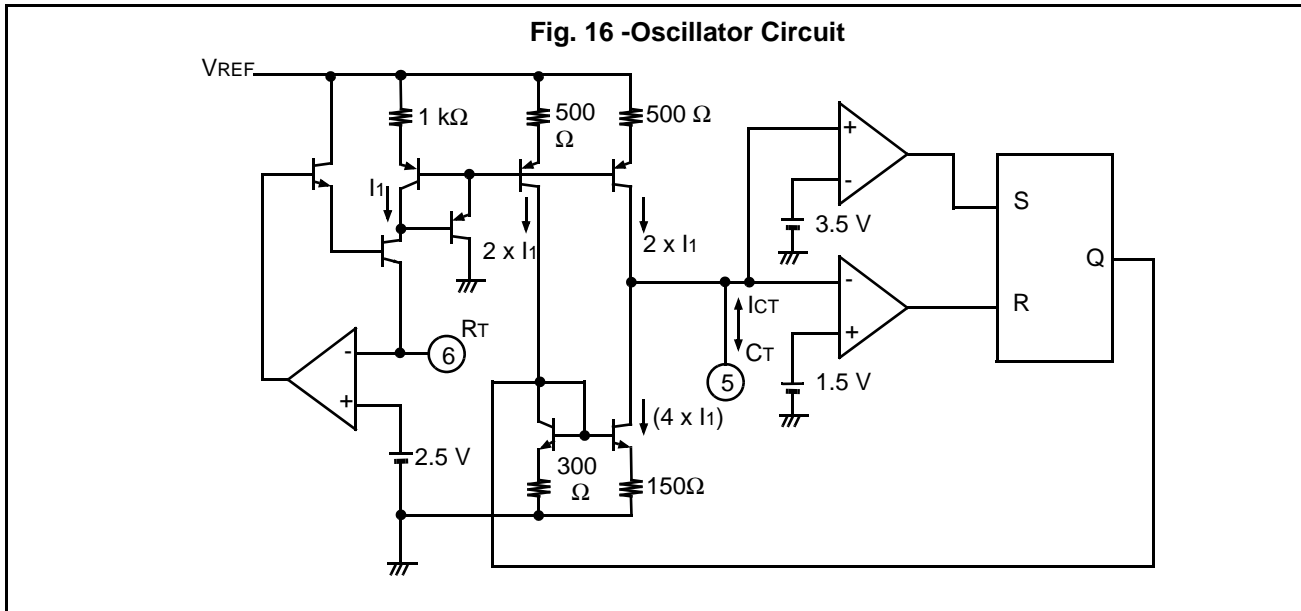 Fig. 16 -Oscillator Circuit
VREF
1 kΩ
500
Ω
500 Ω
I1
2 x I1
2 x I1
+
-
3.5 V
S
Q
R
-
+
1.5 V
ICT
CT
5
RT
6
-
+
2.5 V
(4 x I1)
300
Ω
150Ω